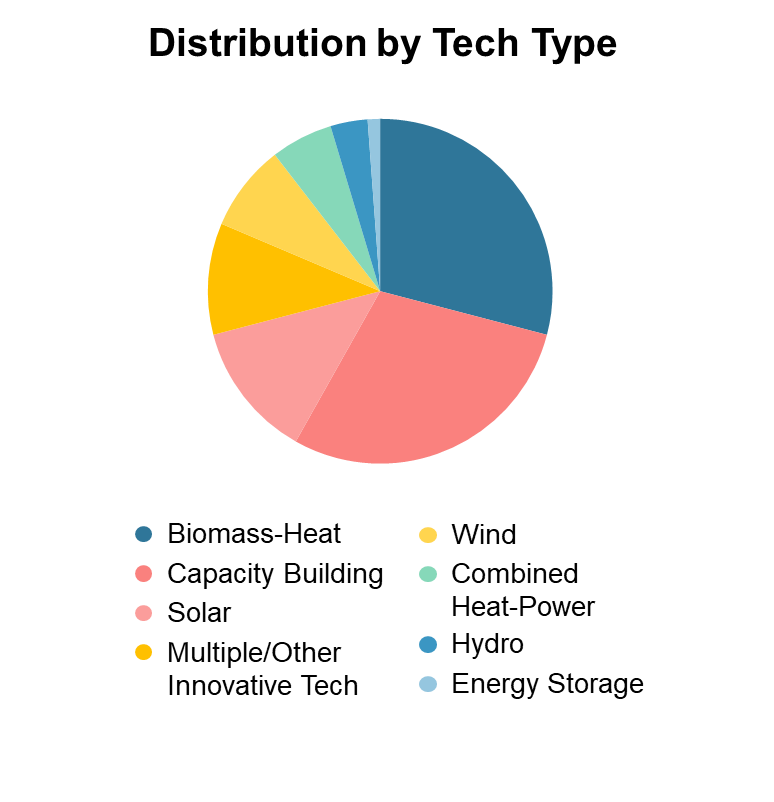 Distribution by Tech Type
Biomass-Heat
Capacity Building
Solar
Multiple/Other
Innovative Tech
Wind
Combined
Heat-Power
Hydro
Energy Storage